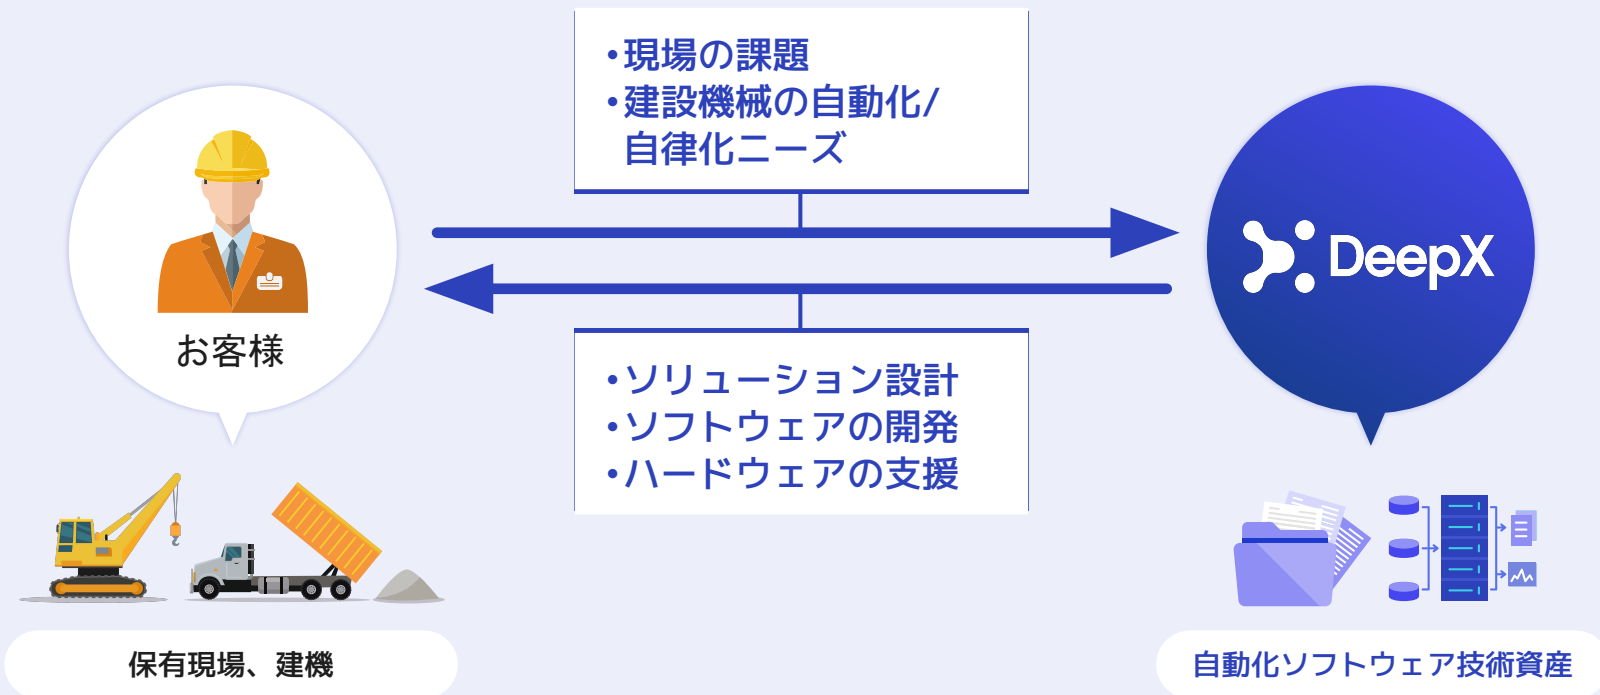 ・現場の課題
・建設機械の自動化/
自律化ニーズ
お客様
DeepX
・ソリューション設計
・ソフトウェアの開発
・ハードウェアの支援
保有現場、建機
自動化ソフトウェア技術資産